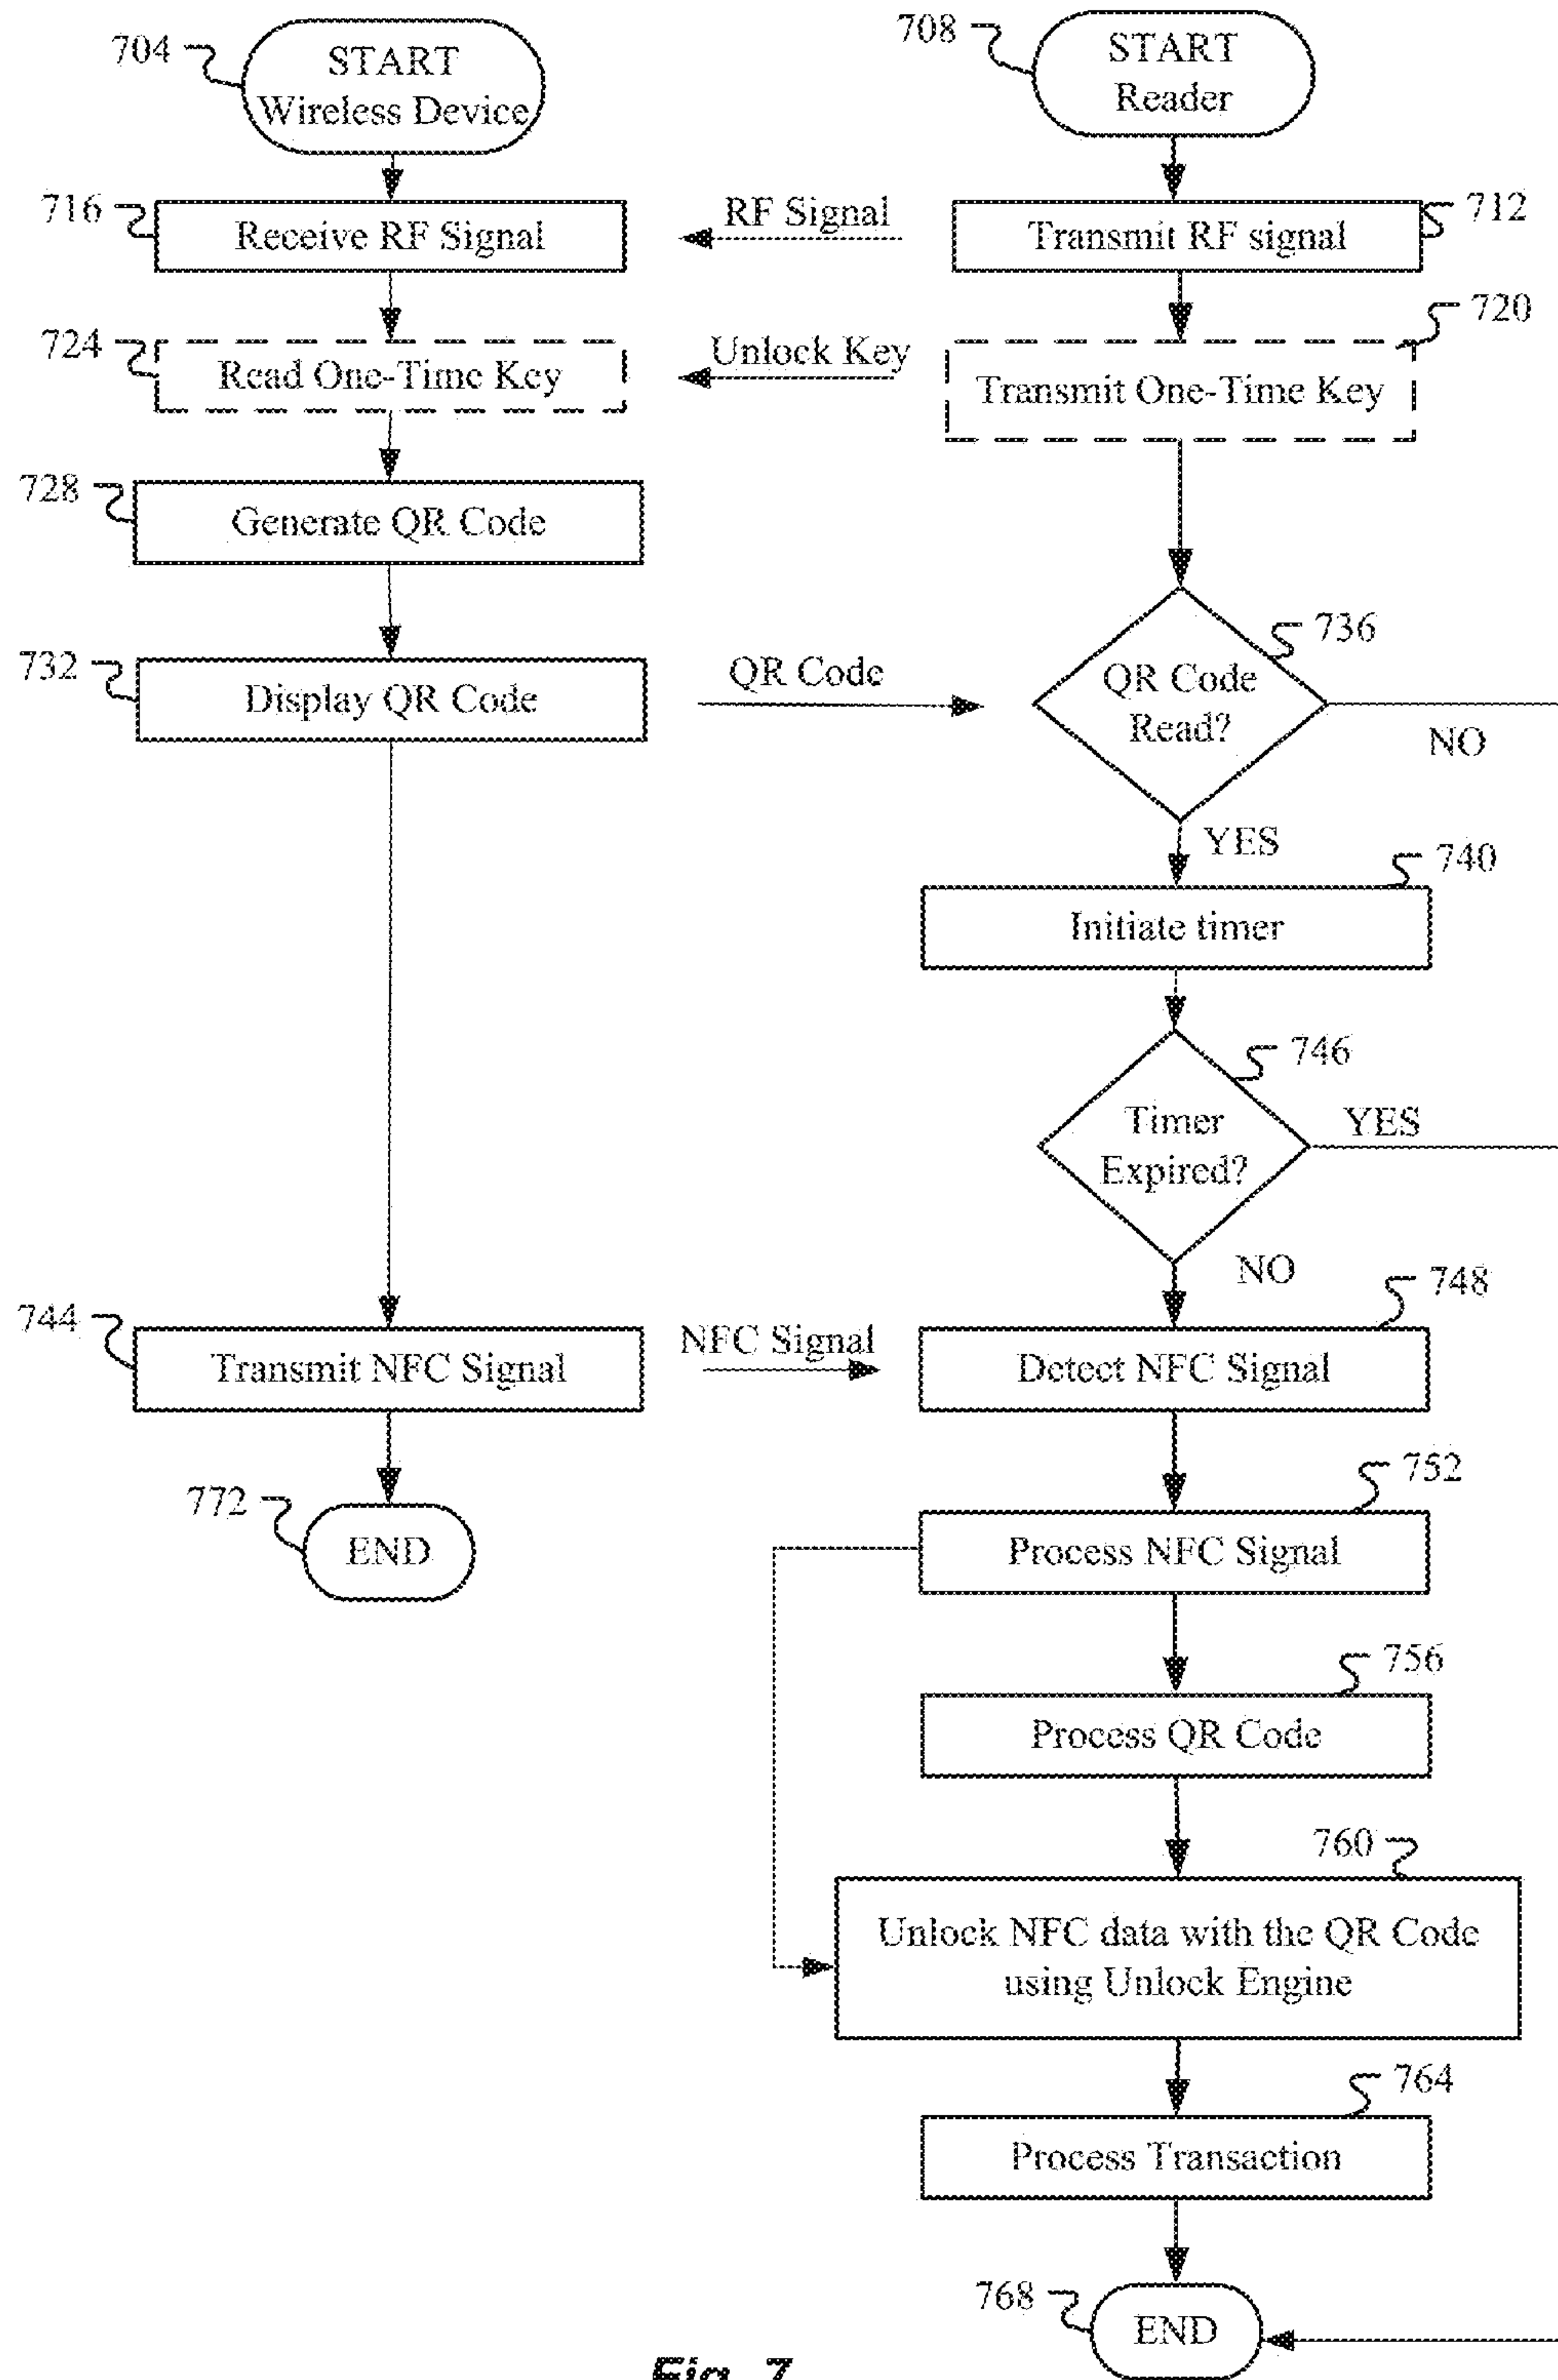 704
START
Wireless Device
708
START
Reader
716
Receive RF Signal
RF Signal
Transmit RF signal
712
724
Read One-Time Key
Unlock Key
Transmit One-Time Key
720
728
Generate QR Code
732
Display QR Code
QR Code
QR Code
Read?
736
NO
YES
740
Initiate timer
746
Timer
Expired?
YES
NO
744
Transmit NFC Signal
NFC Signal
Detect NFC Signal
748
772
END
752
Process NFC Signal
756
Process QR Code
760
Unlock NFC data with the QR Code
using Unlock Engine
764
Process Transaction
768
END
Fig. 7